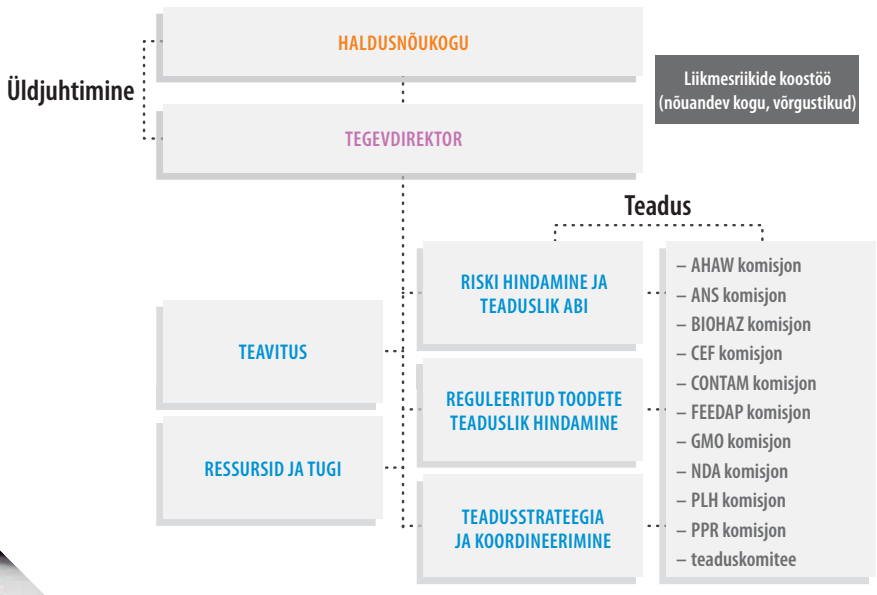 HALDUSNÕUKOGU
Üldjuhtimine
Liikmesriikide koostöö
(nõuandev kogu, võrgustikud)
TEGEVDIREKTOR
Teadus
RISKI HINDAMINE JA
TEADUSLIK ABI
TEAVITUS
REGULEERITUD TOODETE
TEADUSLIK HINDAMINE
RESSURSID JA TUGI
TEADUSSTRATEEGIA
JA KOORDINEERIMINE
– AHAW komisjon
– ANS komisjon
– BIOHAZ komisjon
– CEF komisjon
– CONTAM komisjon
– FEEDAP komisjon
– GMO komisjon
– NDA komisjon
– PLH komisjon
– PPR komisjon
– teaduskomitee